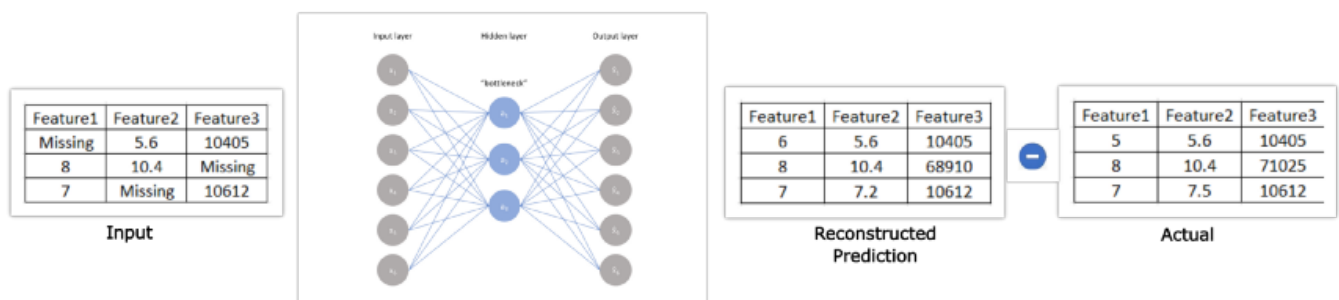 Feature1 Feature2 Feature3
Missing 5.6 10405
8 10.4 Missing
7 Missing 10612
Input
Input layer Hidden layer Output layer
"bottleneck"
Feature1 Feature2 Feature3
6 5.6 10405
8 10.4 68910
7 7.2 10612
Reconstructed
Prediction
Feature1 Feature2 Feature3
5 5.6 10405
8 10.4 71025
7 7.5 10612
Actual